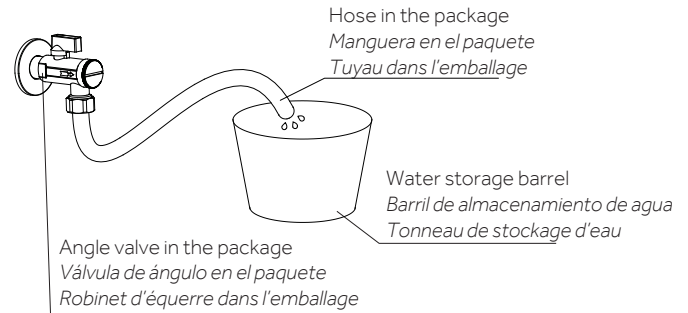 Hose in the package
Manguera en el paquete
Tuyau dans l'emballage
Water storage barrel
Barril de almacenamiento de agua
Tonneau de stockage d'eau
Angle valve in the package
Válvula de ángulo en el paquete
Robinet d'équerre dans l'emballage